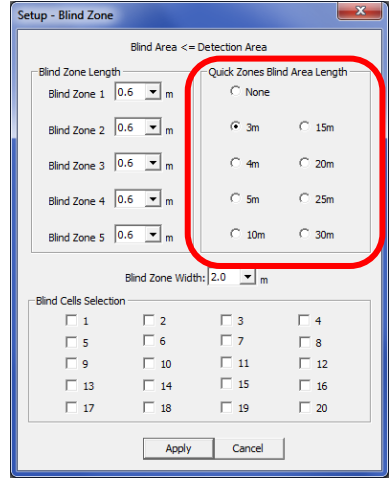 Setup - Blind Zone
Blind Area <= Detection Area
Blind Zone Length
Blind Zone 1 0.6 m
Blind Zone 2 0.6 m
Blind Zone 3 0.6 m
Blind Zone 4 0.6 m
Blind Zone 5 0.6 m
Quick Zones Blind Area Length
None
3m 15m
4m 20m
5m 25m
10m 30m
Blind Zone Width: 2.0 m
Blind Cells Selection
1 2 3 4
5 6 7 8
9 10 11 12
13 14 15 16
17 18 19 20
Apply Cancel